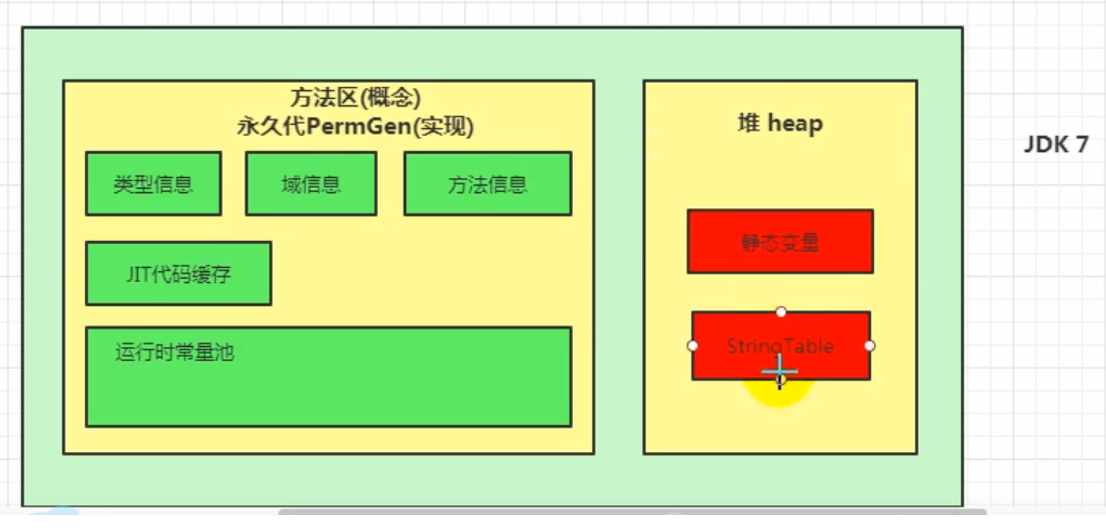 方法区(概念)
永久代PermGen(实现)
类型信息
域信息
方法信息
JIT代码缓存
运行时常量池
堆 heap
静态变量
StringTable
JDK 7